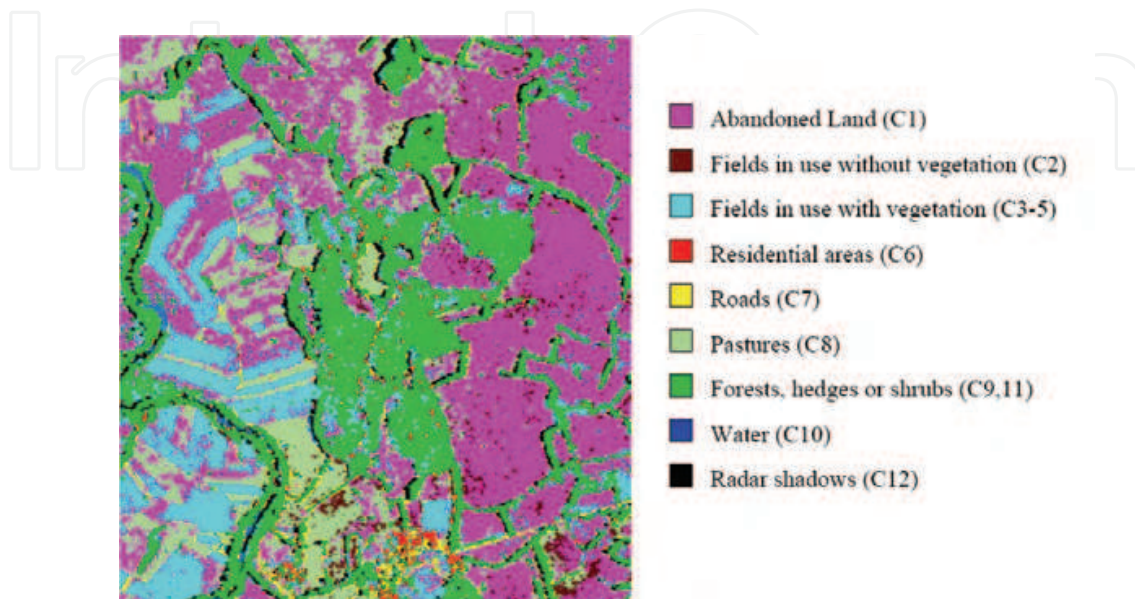 Abandoned Land (C1)
Fields in use without vegetation (C2)
Fields in use with vegetation (C3-5)
Residential areas (C6)
Roads (C7)
Pastures (C8)
Forests, hedges or shrubs (C9,11)
Water (C10)
Radar shadows (C12)